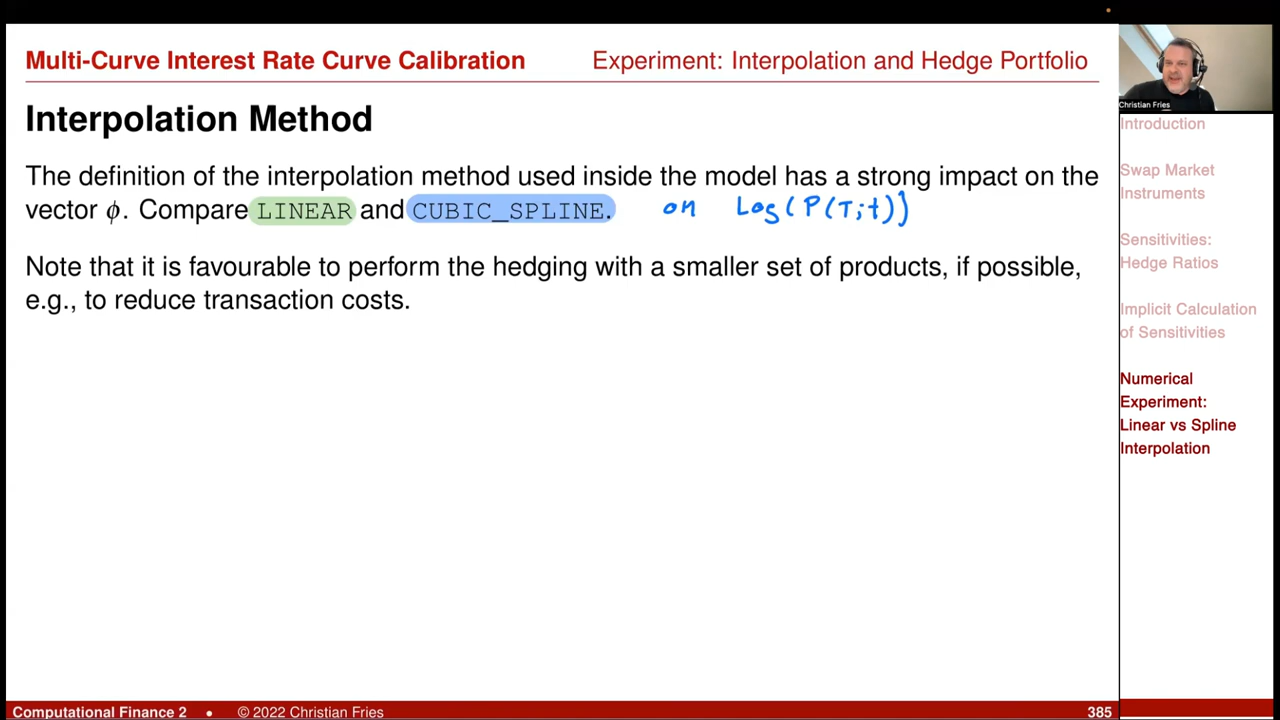 Multi-Curve Interest Rate Curve Calibration
Experiment: Interpolation and Hedge Portfolio
Interpolation Method
The definition of the interpolation method used inside the model has a strong impact on the
vector ϕ. Compare LINEAR and CUBIC_SPLINE. on Log(P(T;t))
Note that it is favourable to perform the hedging with a smaller set of products, if possible,
e.g., to reduce transaction costs.
Christian Fries
Introduction
Swap Market
Instruments
Sensitivities:
Hedge Ratios
Implicit Calculation
of Sensitivities
Numerical
Experiment:
Linear vs Spline
Interpolation
Computational Finance 2 • © 2022 Christian Fries
385